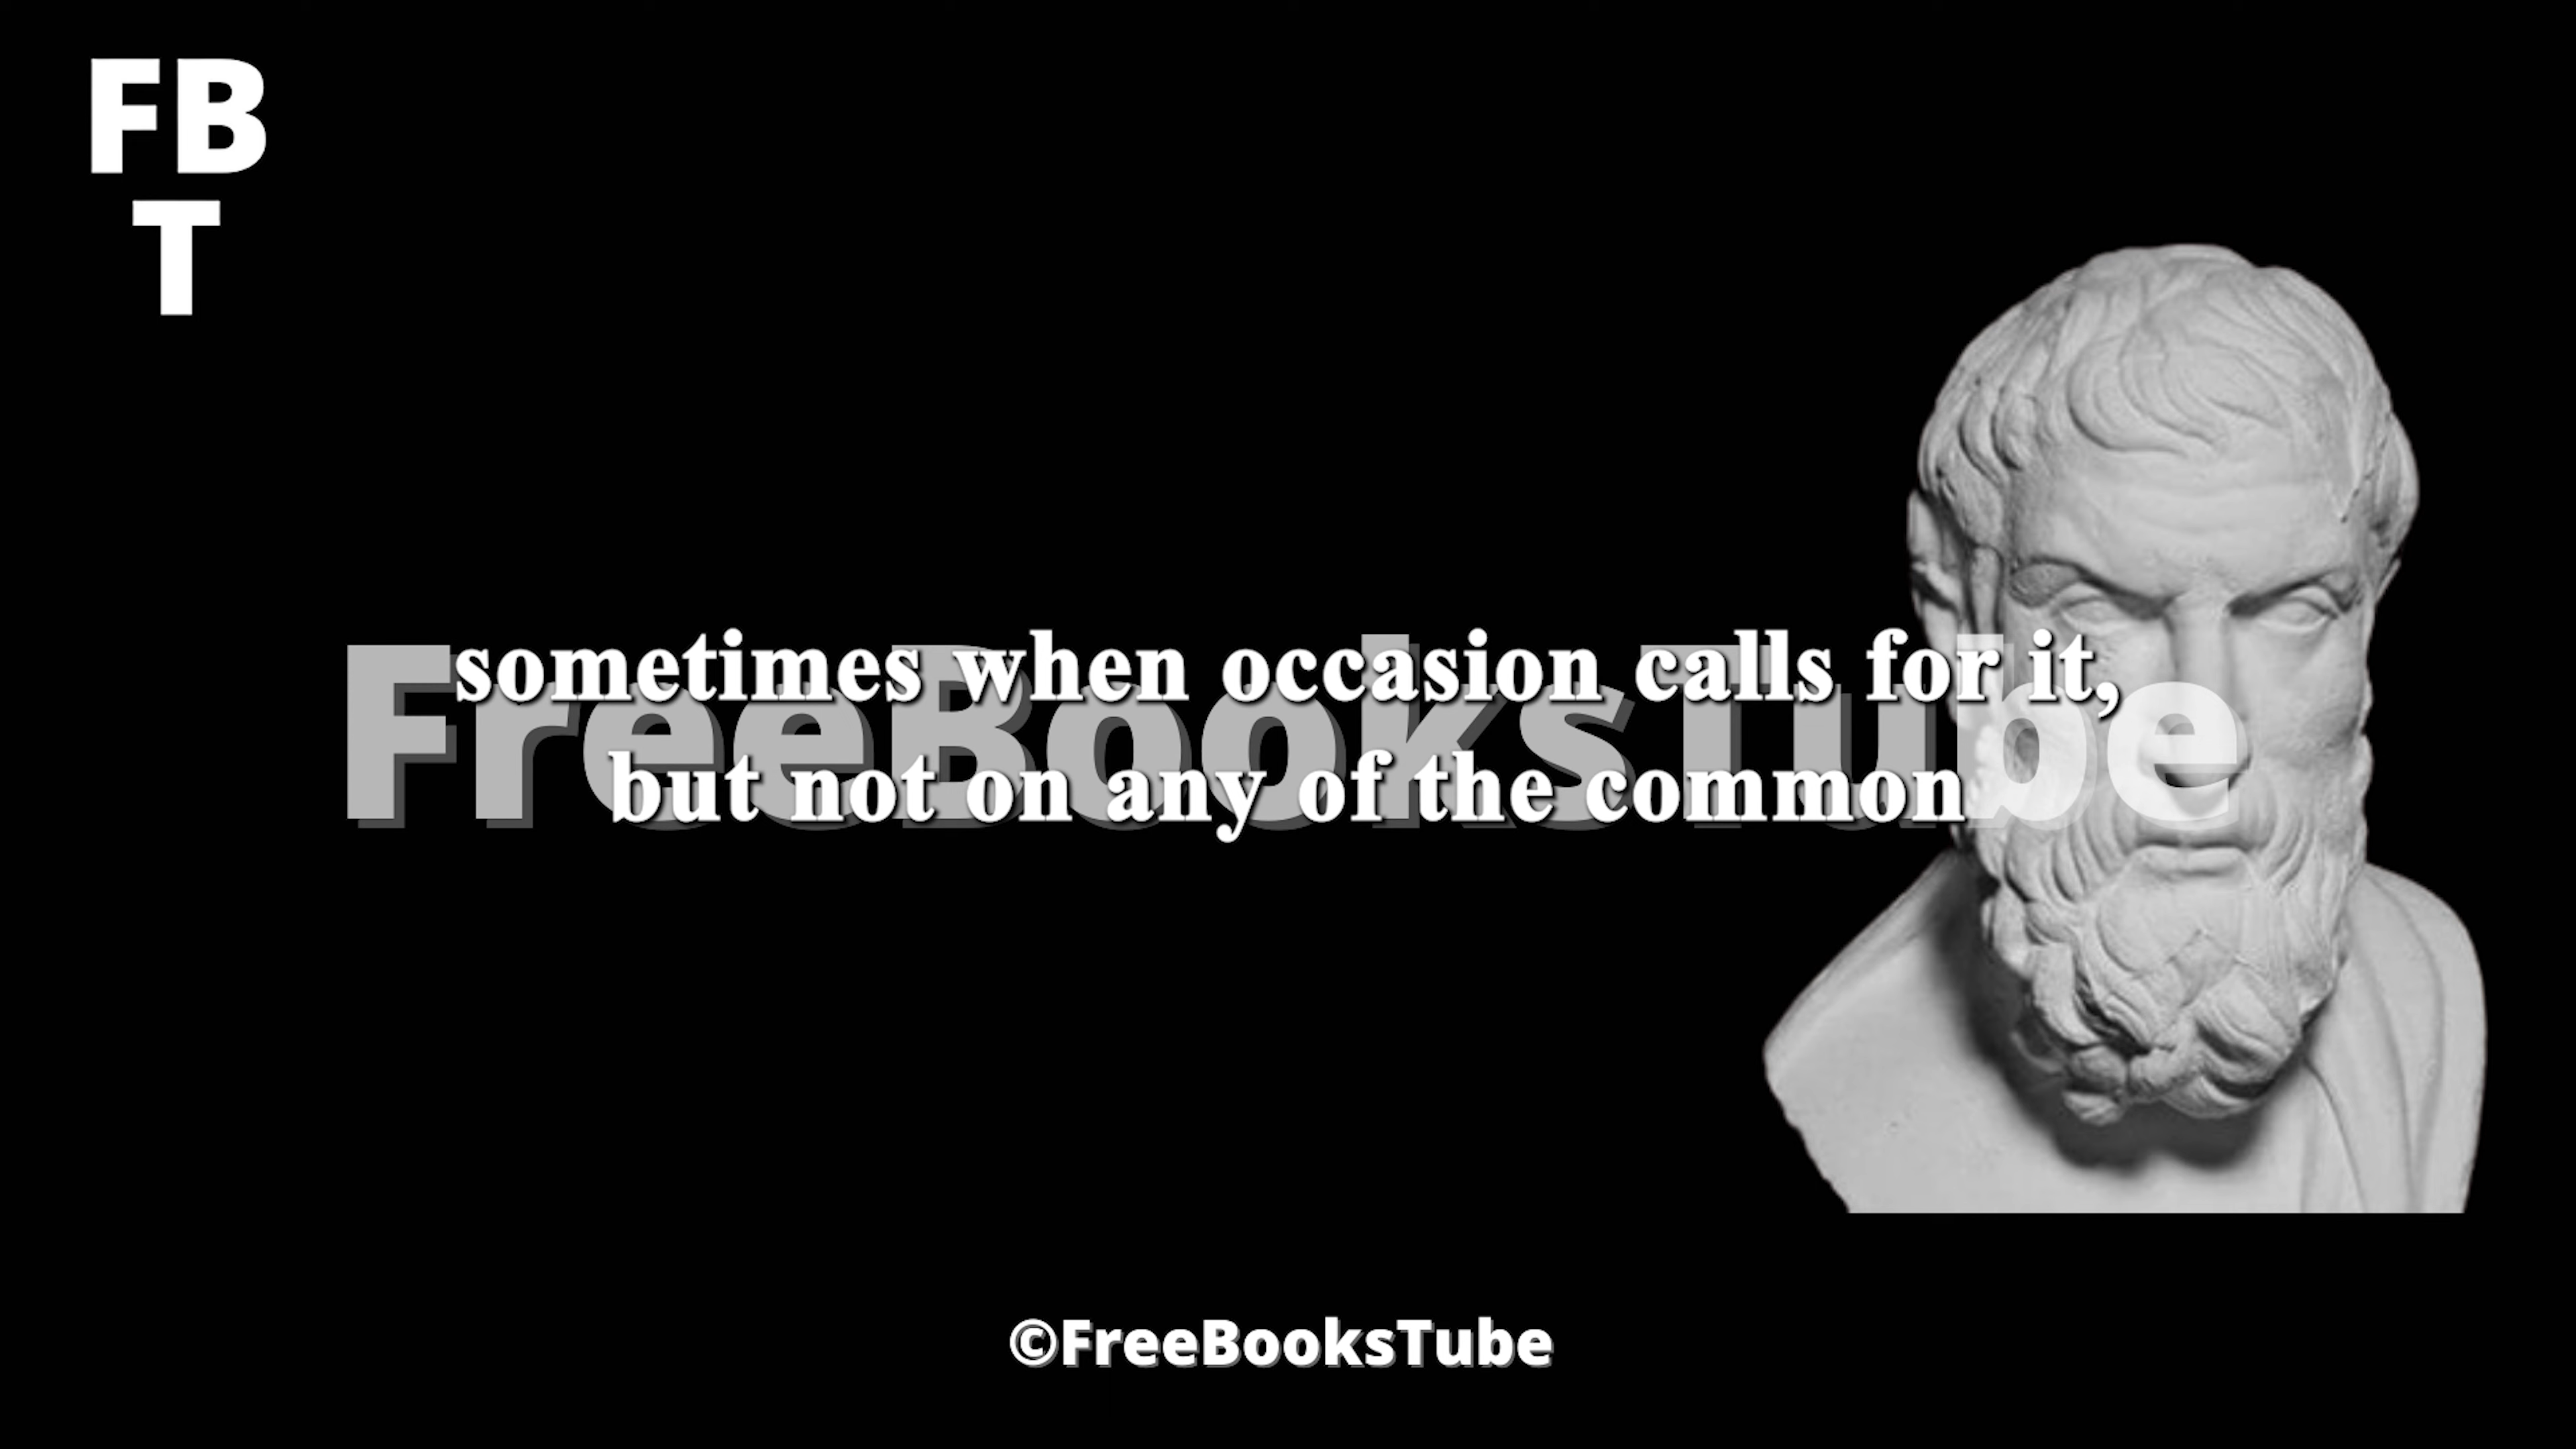 FB
T
FreeBooksTube
sometimes when occasion calls for it,
but not on any of the common
©FreeBooksTube